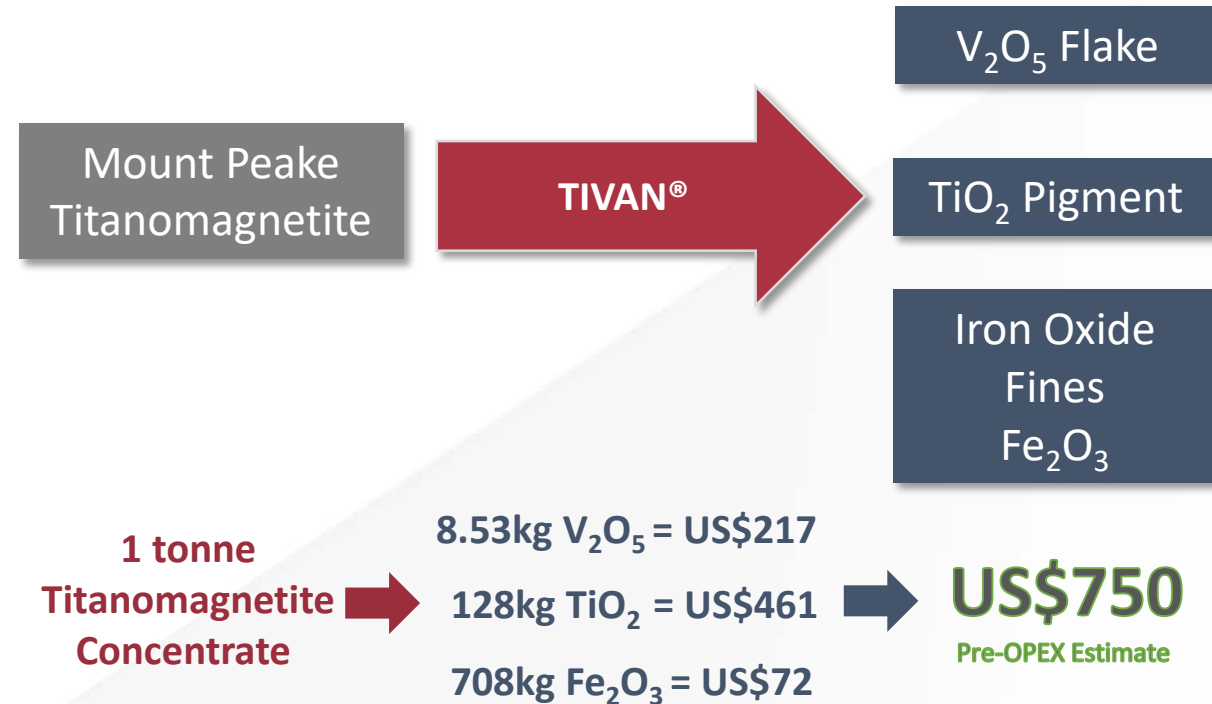 Mount Peake
Titanomagnetite
TIVAN®
V₂O₅ Flake
TiO₂ Pigment
Iron Oxide
Fines
Fe₂O₃
1 tonne
Titanomagnetite
Concentrate
8.53kg V₂O₅ = US$217
128kg TiO₂ = US$461
708kg Fe₂O₃ = US$72
US$750
Pre-OPEX Estimate